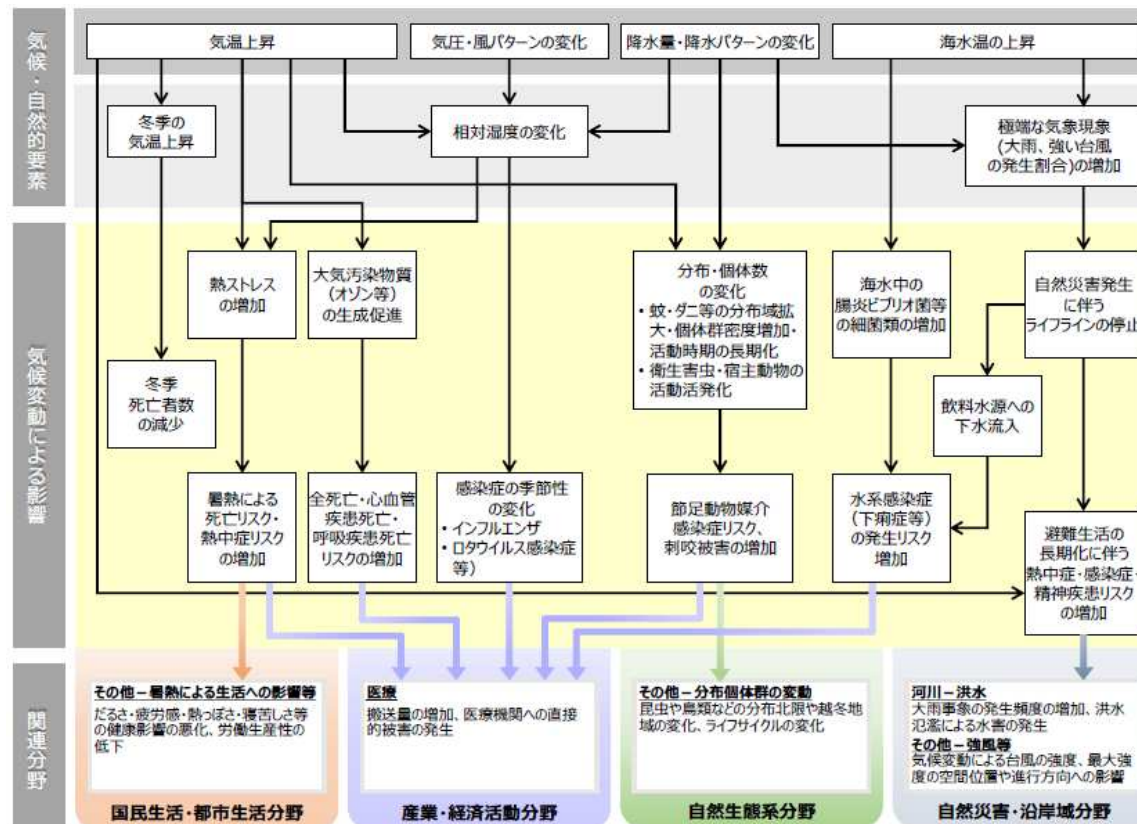 気候・自然的要素
気温上昇
気圧・風パターンの変化
降水量・降水パターンの変化
海水温の上昇
冬季の
気温上昇
相対湿度の変化
極端な気象現象
(大雨、強い台風
の発生割合)の増加
気候変動による影響
熱ストレス
の増加
大気汚染物質
(オゾン等)
の生成促進
分布・個体数
の変化
• 蚊・ダニ等の分布域拡
大・個体群密度増加・
活動時期の長期化
• 衛生害虫・宿主動物の
活動活発化
海水中の
腸炎ビブリオ菌等
の細菌類の増加
自然災害発生
に伴う
ライフラインの停止
冬季
死亡者数
の減少
飲料水源への
下水流入
暑熱による
死亡リスク・
熱中症リスク
の増加
全死亡・心血管
疾患死亡・
呼吸疾患死亡
リスクの増加
感染症の季節性
の変化
• インフルエンザ
• ロタウイルス感染症
等)
節足動物媒介
感染症リスク、
刺咬被害の増加
水系感染症
(下痢症等)
の発生リスク
増加
避難生活の
長期化に伴う
熱中症・感染症・
精神疾患リスク
の増加
関連分野
その他－暑熱による生活への影響等
だるさ・疲労感・熱っぽさ・寝苦しさ等
の健康影響の悪化、労働生産性の
低下
国民生活・都市生活分野
医療
搬送量の増加、医療機関への直接
的被害の発生
産業・経済活動分野
その他－分布個体群の変動
昆虫や鳥類などの分布北限や越冬地
域の変化、ライフサイクルの変化
自然生態系分野
河川－洪水
大雨事象の発生頻度の増加、洪水
氾濫による水害の発生
その他－強風等
気候変動による台風の強度、最大強
度の空間位置や進行方向への影響
自然災害・沿岸域分野